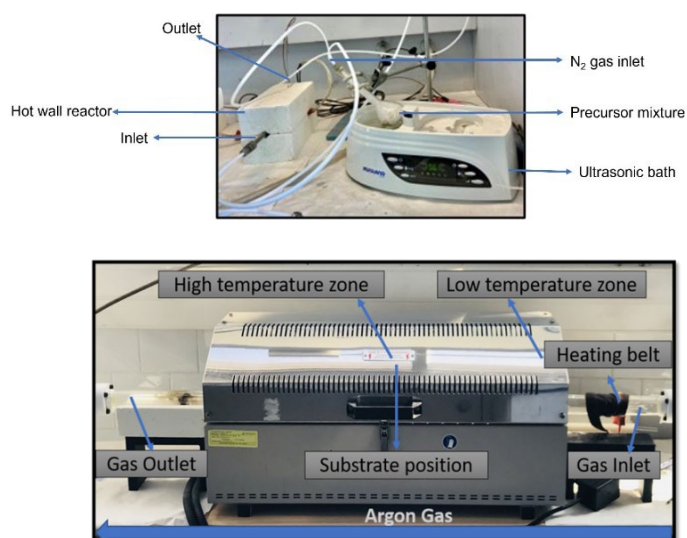 Outlet
N₂ gas inlet
Hot wall reactor
Precursor mixture
Inlet
Ultrasonic bath
High temperature zone
Low temperature zone
Heating belt
Gas Outlet
Substrate position
Gas Inlet
Argon Gas